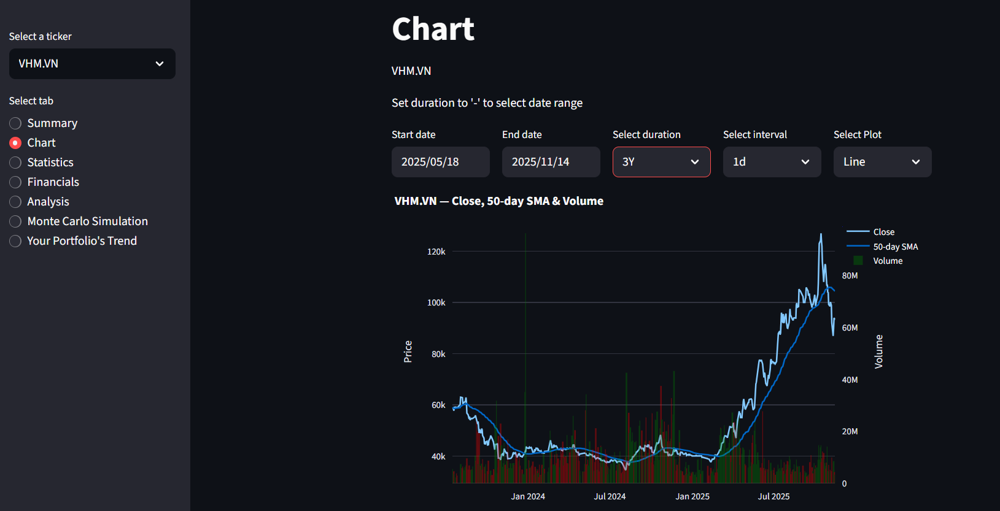 Select a ticker
VHM.VN
Select tab
Summary
Chart
Statistics
Financials
Analysis
Monte Carlo Simulation
Your Portfolio's Trend
Chart
VHM.VN
Set duration to '-' to select date range
Start date
End date
Select duration
Select interval
Select Plot
2025/05/18
2025/11/14
3Y
1d
Line
VHM.VN — Close, 50-day SMA & Volume
Close
50-day SMA
Volume
120k
100k
80k
60k
40k
Price
80M
60M
40M
20M
0
Volume
Jan 2024
Jul 2024
Jan 2025
Jul 2025